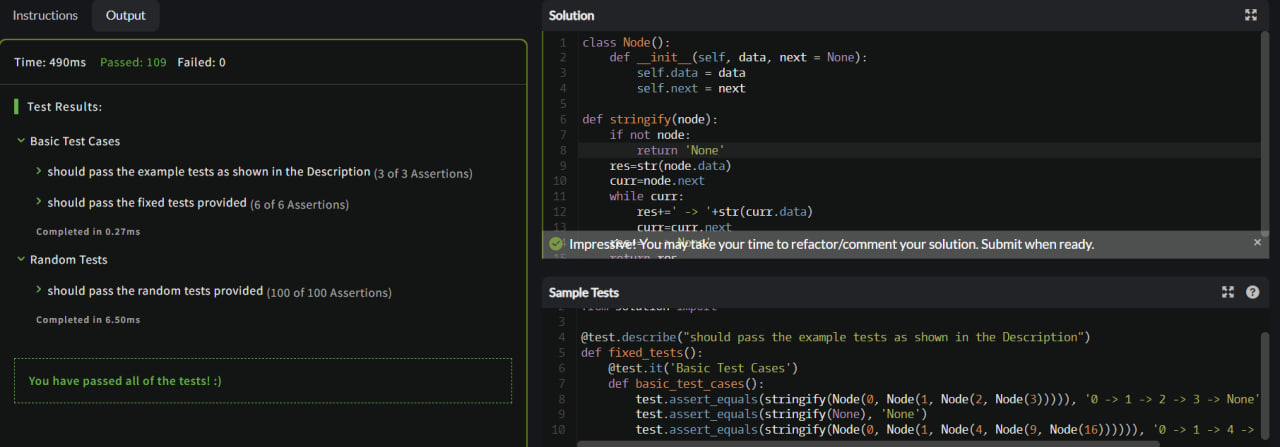 Instructions Output
Time: 490ms Passed: 109 Failed: 0
Test Results:
Basic Test Cases
should pass the example tests as shown in the Description (3 of 3 Assertions)
should pass the fixed tests provided (6 of 6 Assertions)
Completed in 0.27ms
Random Tests
should pass the random tests provided (100 of 100 Assertions)
Completed in 6.50ms
You have passed all of the tests! :)
Solution
1 class Node():
2 def __init__(self, data, next = None):
3 self.data = data
4 self.next = next
5
6 def stringify(node):
7 if not node:
8 return 'None'
9 res=str(node.data)
10 curr=node.next
11 while curr:
12 res+=' -> '+str(curr.data)
13 curr=curr.next
Impressive! You may take your time to refactor/comment your solution. Submit when ready.
15 return res
Sample Tests
2 from solution import
3
4 @test.describe("should pass the example tests as shown in the Description")
5 def fixed_tests():
6 @test.it('Basic Test Cases')
7 def basic_test_cases():
8 test.assert_equals(stringify(Node(0, Node(1, Node(2, Node(3))))), '0 -> 1 -> 2 -> 3 -> None'
9 test.assert_equals(stringify(None), 'None')
10 test.assert_equals(stringify(Node(0, Node(1, Node(4, Node(9, Node(16)))))), '0 -> 1 -> 4 ->